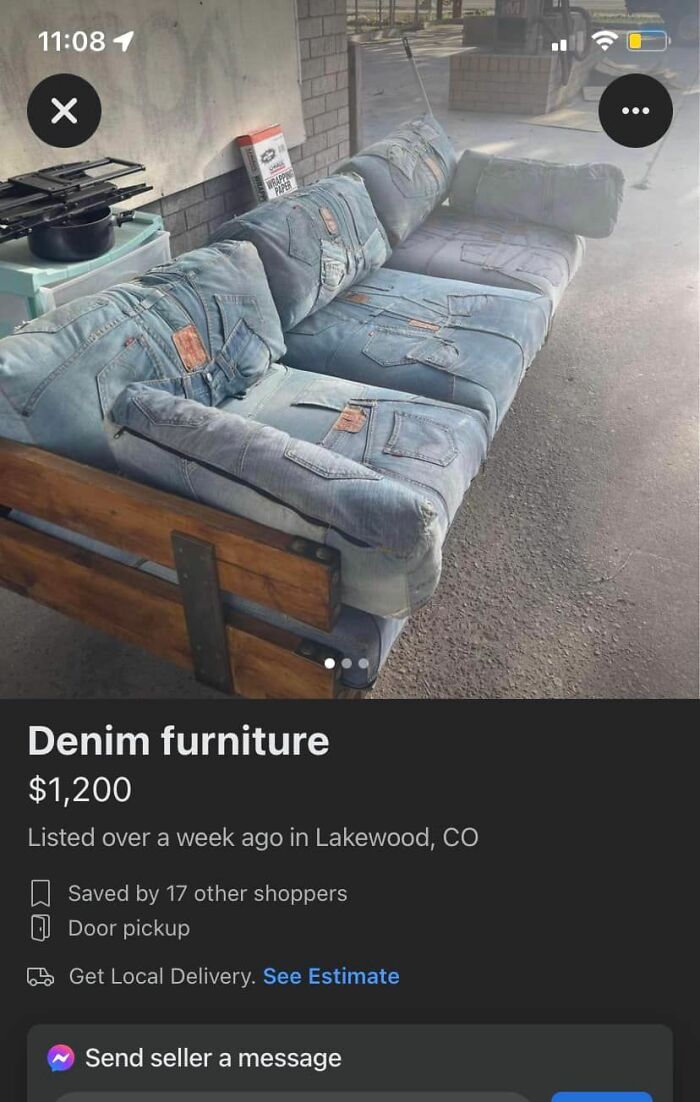 11:08
WRAPPING
PAPER
Denim furniture
$1,200
Listed over a week ago in Lakewood, CO
Saved by 17 other shoppers
Door pickup
Get Local Delivery. See Estimate
Send seller a message